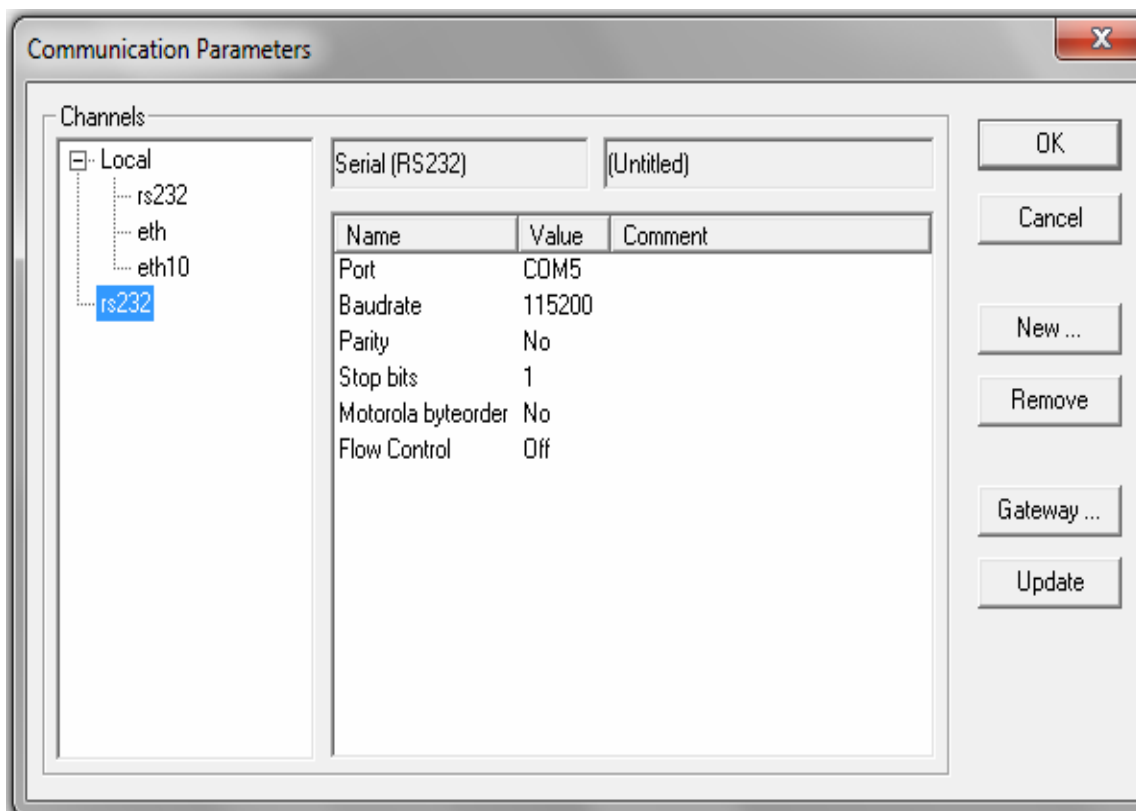 Communication Parameters
X
Channels
Local
rs232
eth
eth10
rs232
Serial (RS232) (Untitled)
Name Value Comment
Port COM5
Baudrate 115200
Parity No
Stop bits 1
Motorola byteorder No
Flow Control Off
OK
Cancel
New ...
Remove
Gateway ...
Update